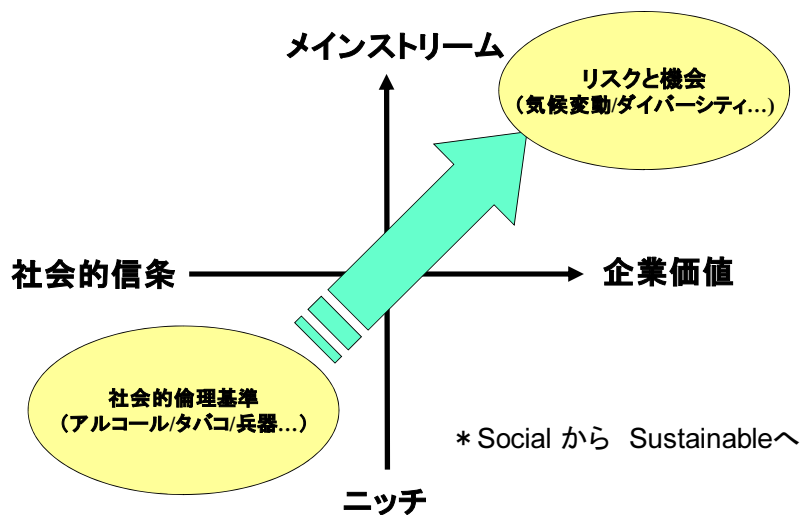 メインストリーム
リスクと機会
（気候変動/ダイバーシティ…）
社会的信条
企業価値
社会的倫理基準
（アルコール/タバコ/兵器…）
＊Social から Sustainableへ
ニッチ